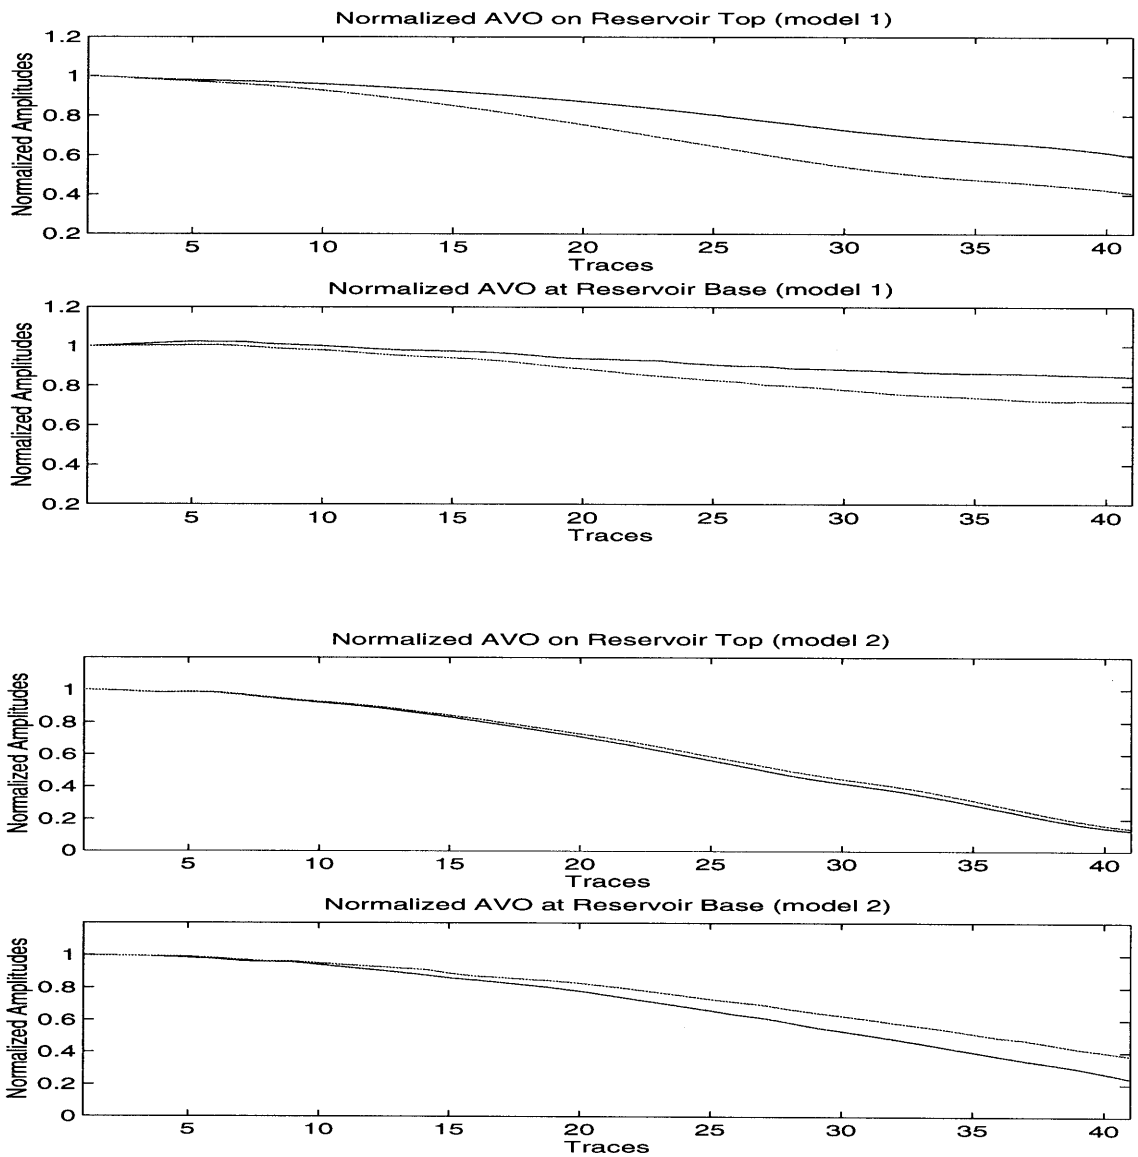 Normalized AVO on Reservoir Top (model 1)
1.2
1
0.8
0.6
0.4
0.2
Normalized Amplitudes
5 10 15 20 25 30 35 40
Traces
Normalized AVO at Reservoir Base (model 1)
1.2
1
0.8
0.6
0.4
0.2
Normalized Amplitudes
5 10 15 20 25 30 35 40
Traces
Normalized AVO on Reservoir Top (model 2)
1
0.8
0.6
0.4
0.2
0
Normalized Amplitudes
5 10 15 20 25 30 35 40
Traces
Normalized AVO at Reservoir Base (model 2)
1
0.8
0.6
0.4
0.2
0
Normalized Amplitudes
5 10 15 20 25 30 35 40
Traces